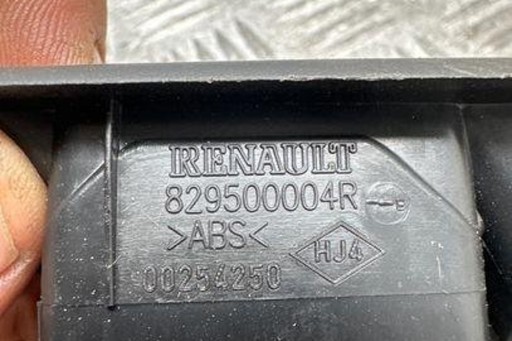 RENAULT
829500004R --E
>ABS<
HJ4
00254250